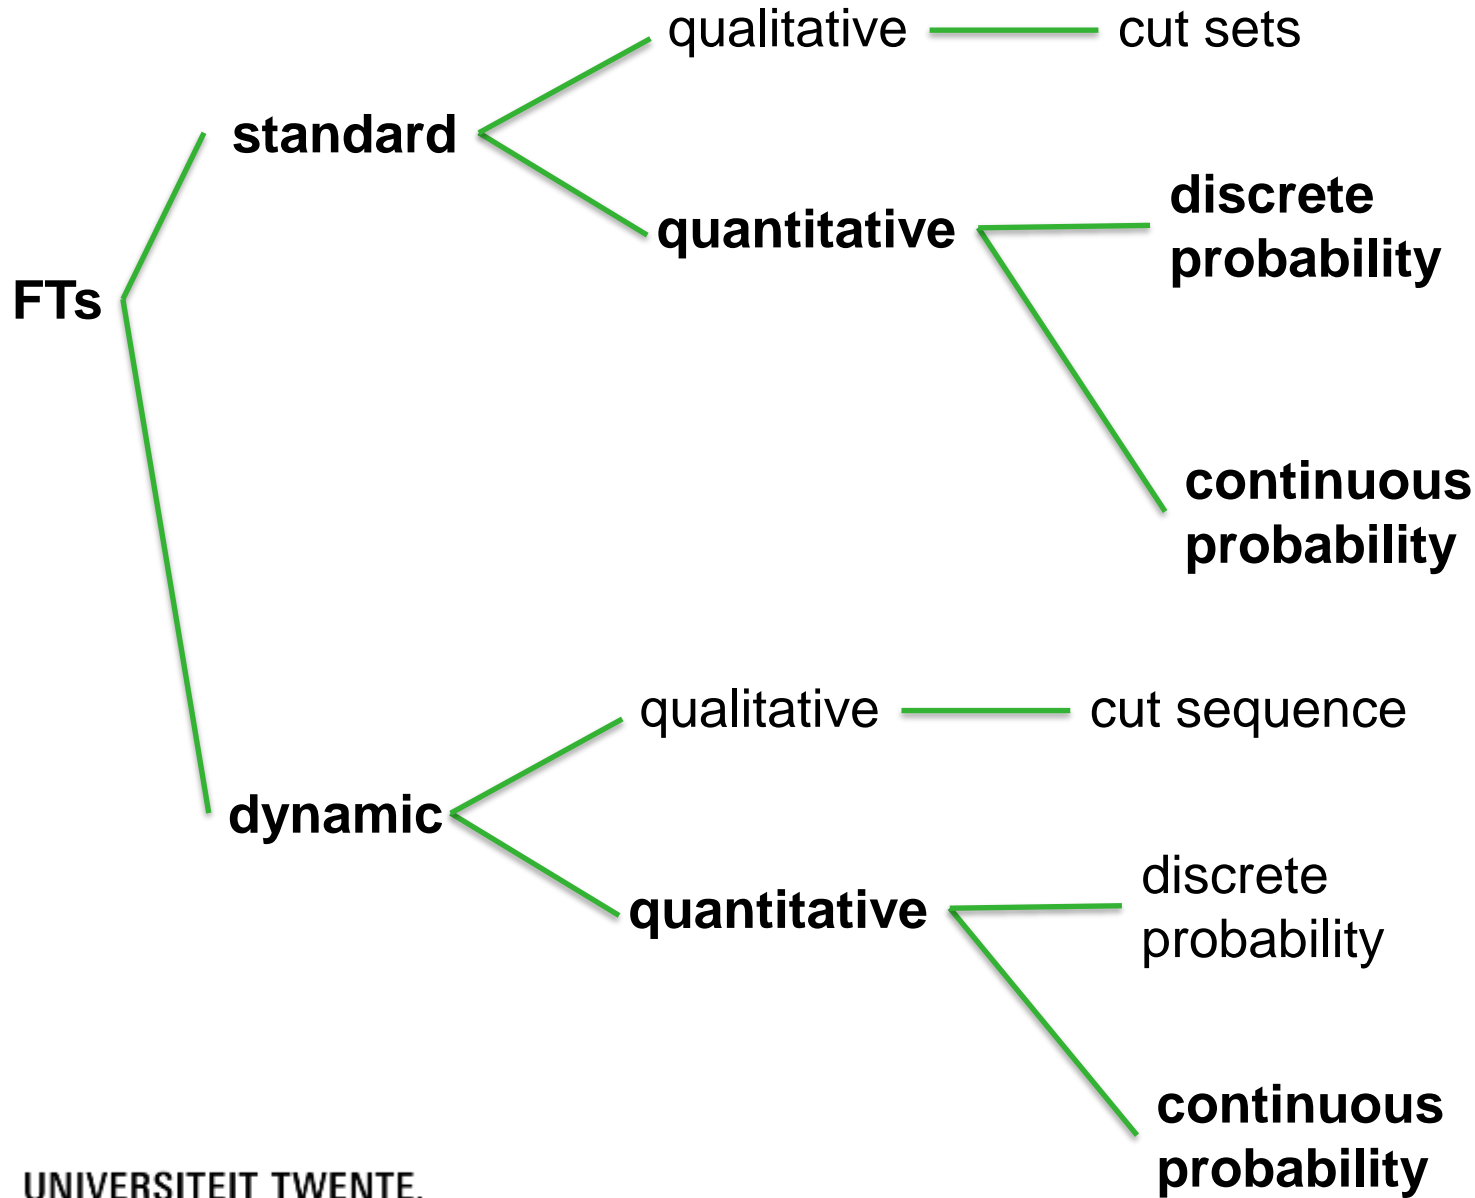 qualitative
cut sets
standard
quantitative
discrete
probability
FTs
continuous
probability
qualitative
cut sequence
dynamic
quantitative
discrete
probability
continuous
probability
UNIVERSITEIT TWENTE.